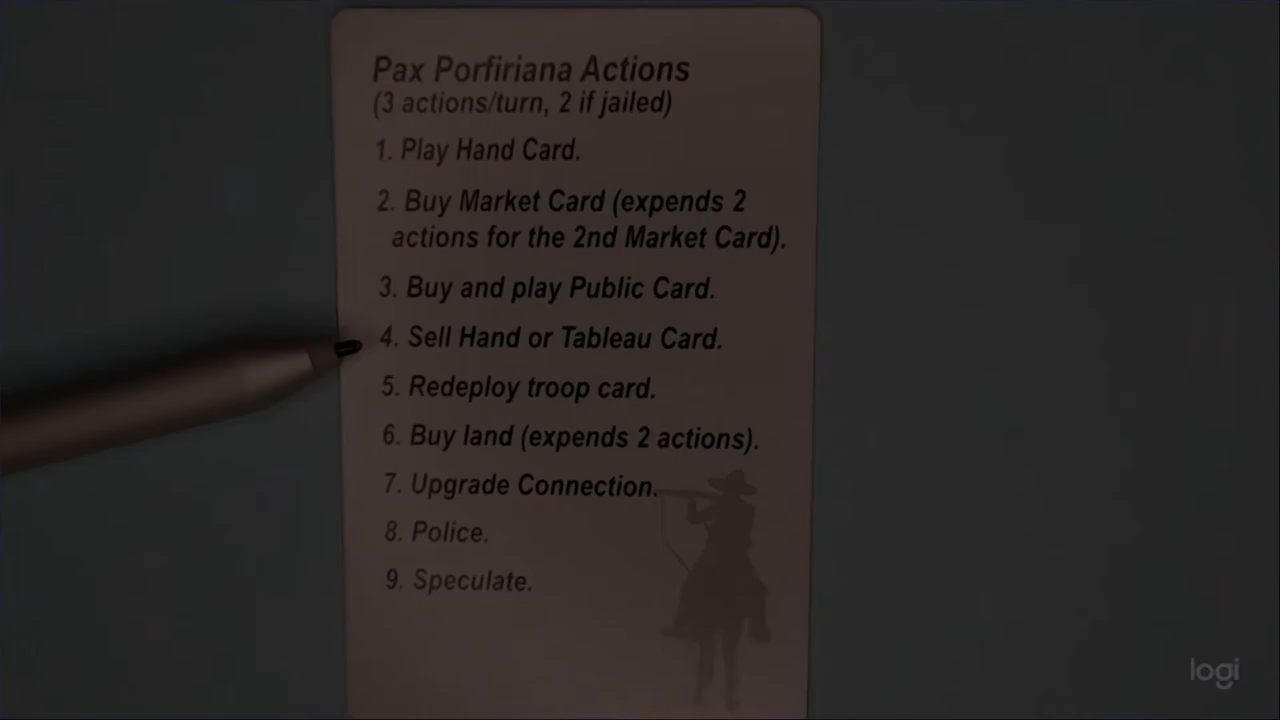 Pax Porfiriana Actions
(3 actions/turn, 2 if jailed)
1. Play Hand Card.
2. Buy Market Card (expends 2
actions for the 2nd Market Card).
3. Buy and play Public Card.
4. Sell Hand or Tableau Card.
5. Redeploy troop card.
6. Buy land (expends 2 actions).
7. Upgrade Connection.
8. Police.
9. Speculate.
logi